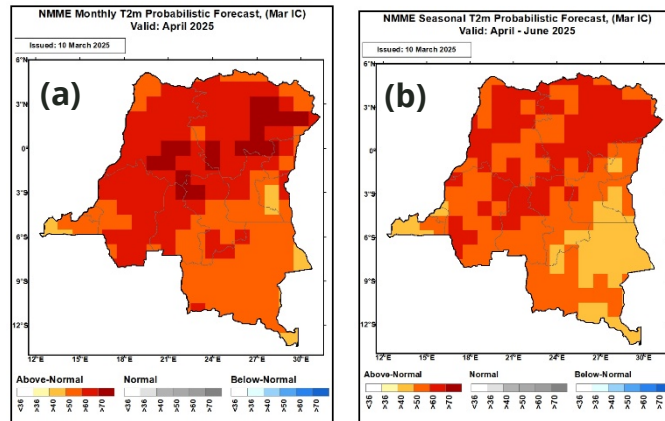 NMME Monthly T2m Probabilistic Forecast, (Mar IC)
Valid: April 2025
Issued: 10 March 2025
(a)
6°N
3°N
0°
3°S
6°S
9°S
12°S
12°E 15°E 18°E 21°E 24°E 27°E 30°E
Above-Normal Normal Below-Normal
<36 >36 >40 >50 >60 >70 <36 >36 >40 >50 >60 >70 <36 >36 >40 >50 >60 >70
NMME Seasonal T2m Probabilistic Forecast, (Mar IC)
Valid: April - June 2025
Issued: 10 March 2025
(b)
6°N
3°N
0°
3°S
6°S
9°S
12°S
12°E 15°E 18°E 21°E 24°E 27°E 30°E
Above-Normal Normal Below-Normal
<36 >36 >40 >50 >60 >70 <36 >36 >40 >50 >60 >70 <36 >36 >40 >50 >60 >70